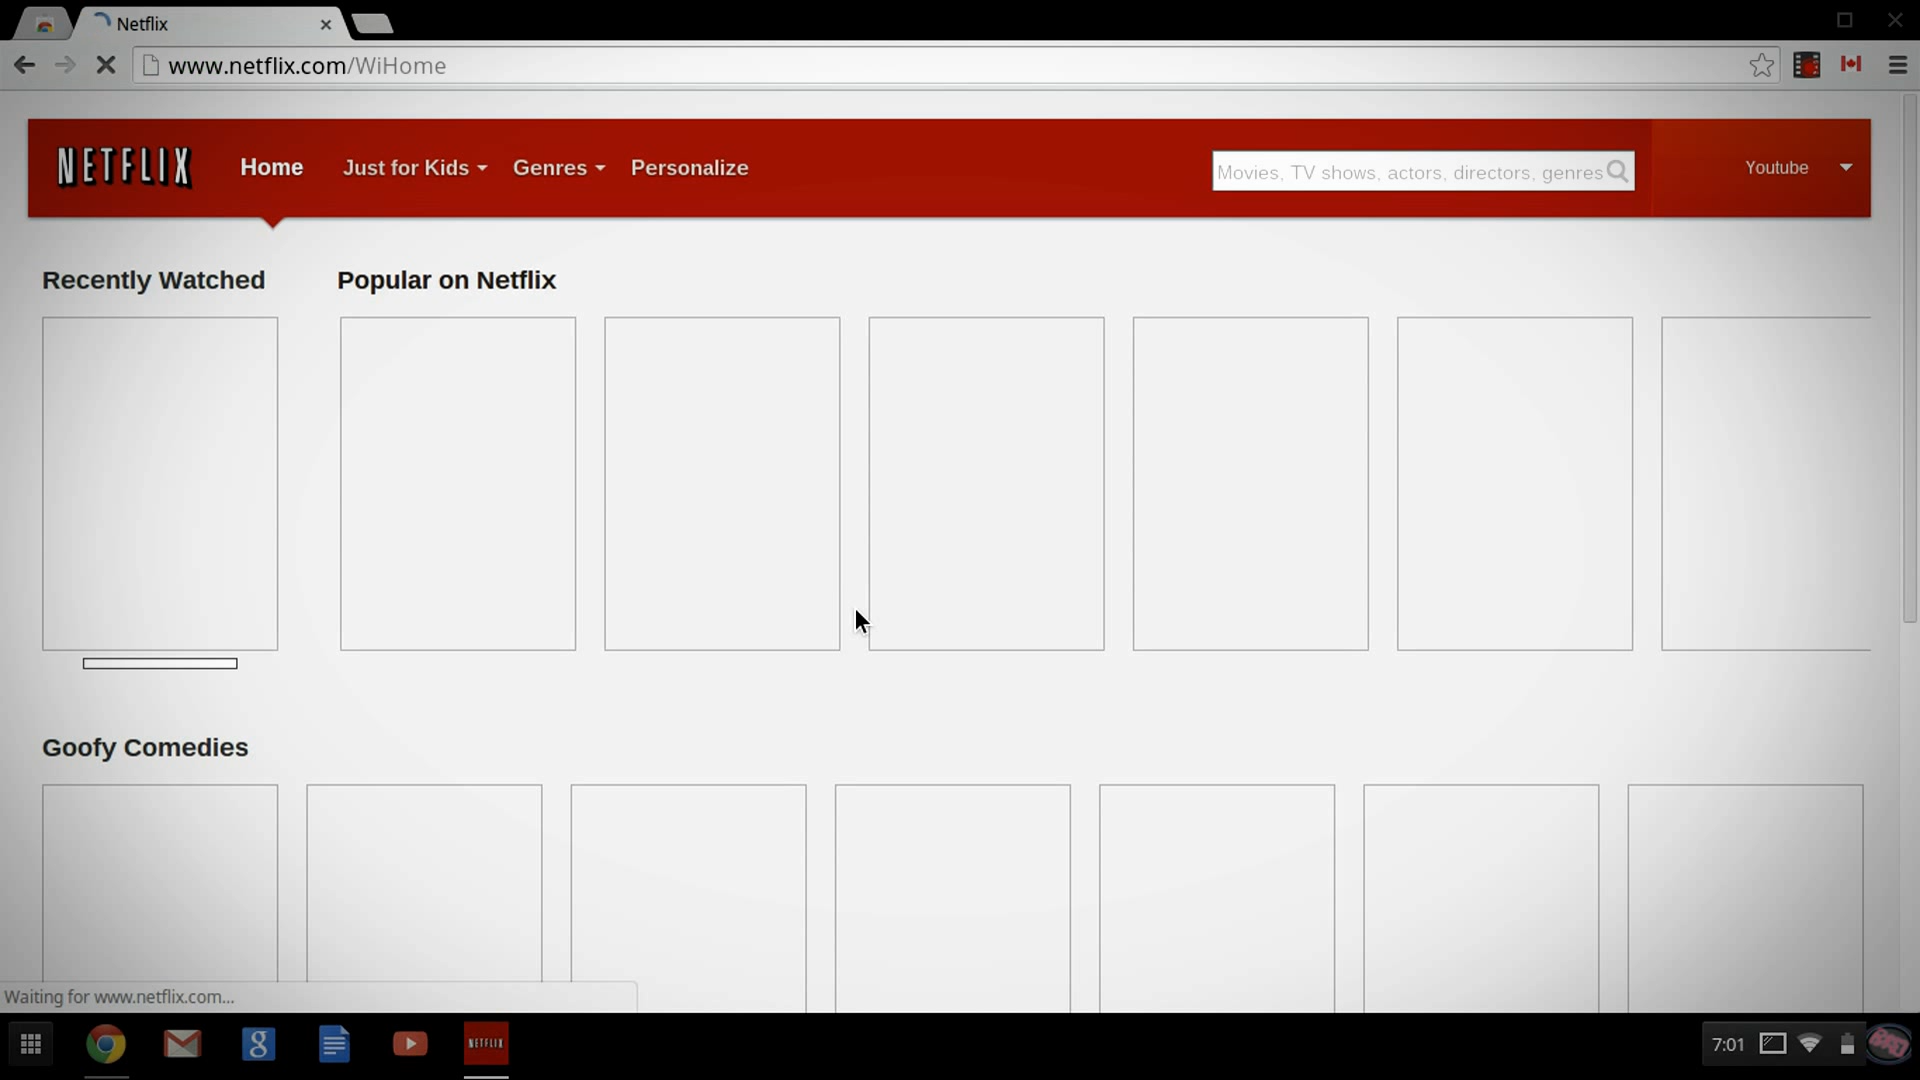 Netflix
www.netflix.com/WiHome
NETFLIX
Home
Just for Kids
Genres
Personalize
Movies, TV shows, actors, directors, genres
Youtube
Recently Watched
Popular on Netflix
Goofy Comedies
Waiting for www.netflix.com...
g
NETFLIX
7:01